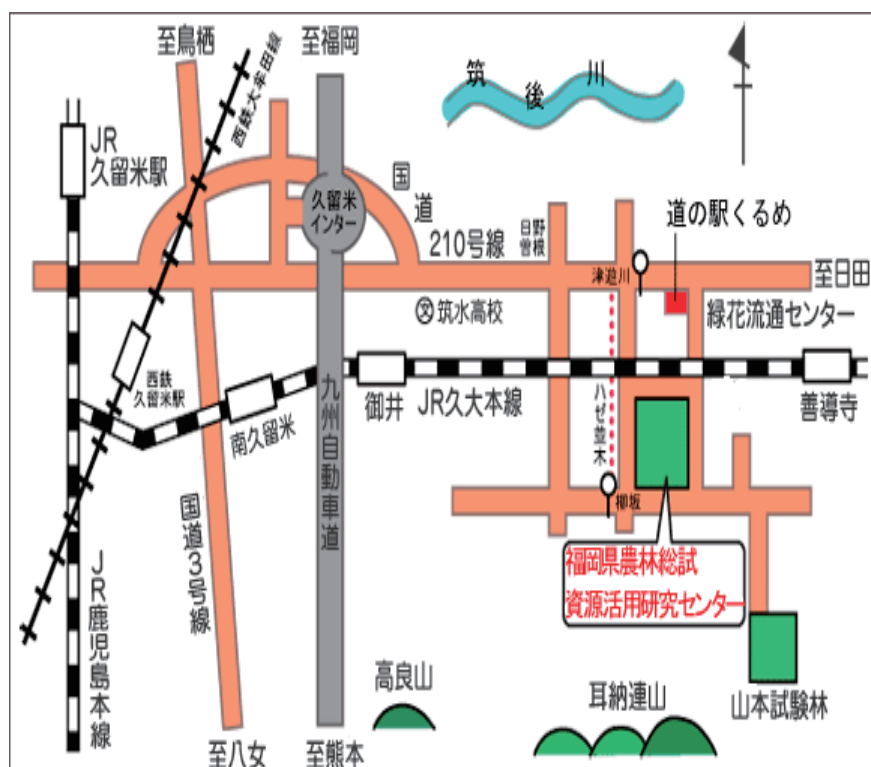 至鳥栖
西鉄大牟田線
至福岡
筑後川
JR
久留米駅
久留米
インター
国道
210号線
日野
曽根
道の駅くるめ
津遊川
至日田
文
筑水高校
緑花流通センター
西鉄
久留米駅
南久留米
御井
JR久大本線
ハゼ並木
善導寺
九州自動車道
柳坂
国道3号線
福岡県農林総試
資源活用研究センター
JR鹿児島本線
高良山
耳納連山
山本試験林
至八女
至熊本